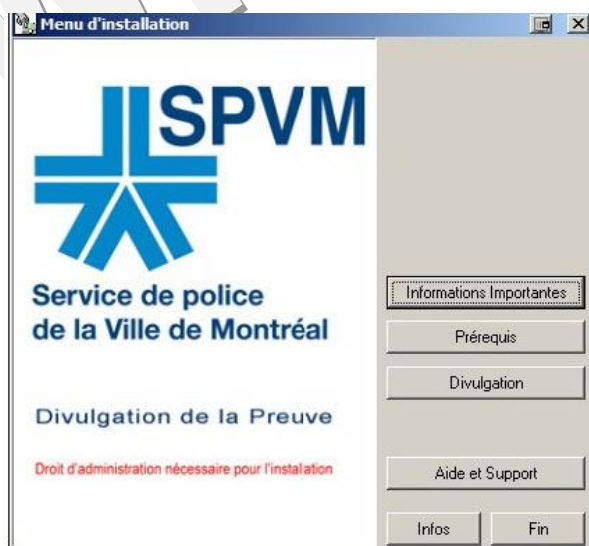 Menu d'installation
SPVM
Service de police
de la Ville de Montréal
Divulgation de la Preuve
Droit d'administration nécessaire pour l'instalation
Informations Importantes
Prérequis
Divulgation
Aide et Support
Infos
Fin